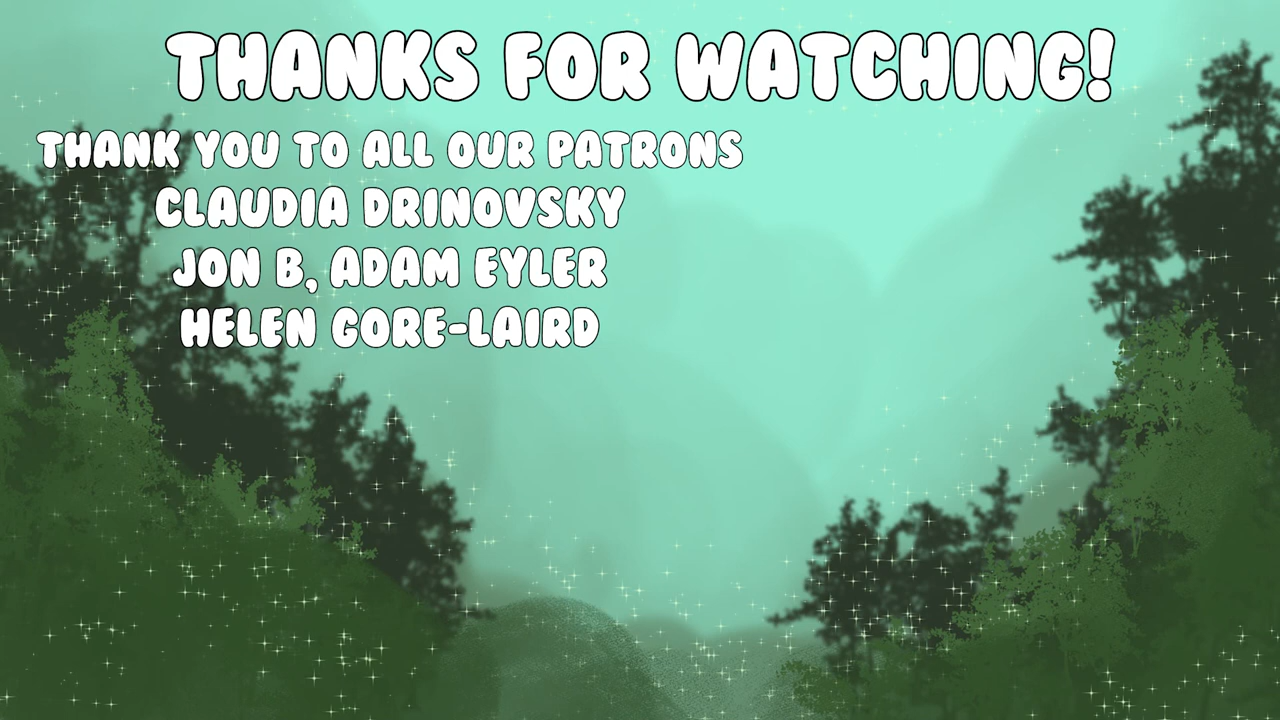 THANKS FOR WATCHING!
THANK YOU TO ALL OUR PATRONS
CLAUDIA DRINOVSKY
JON B, ADAM EYLER
HELEN GORE-LAIRD